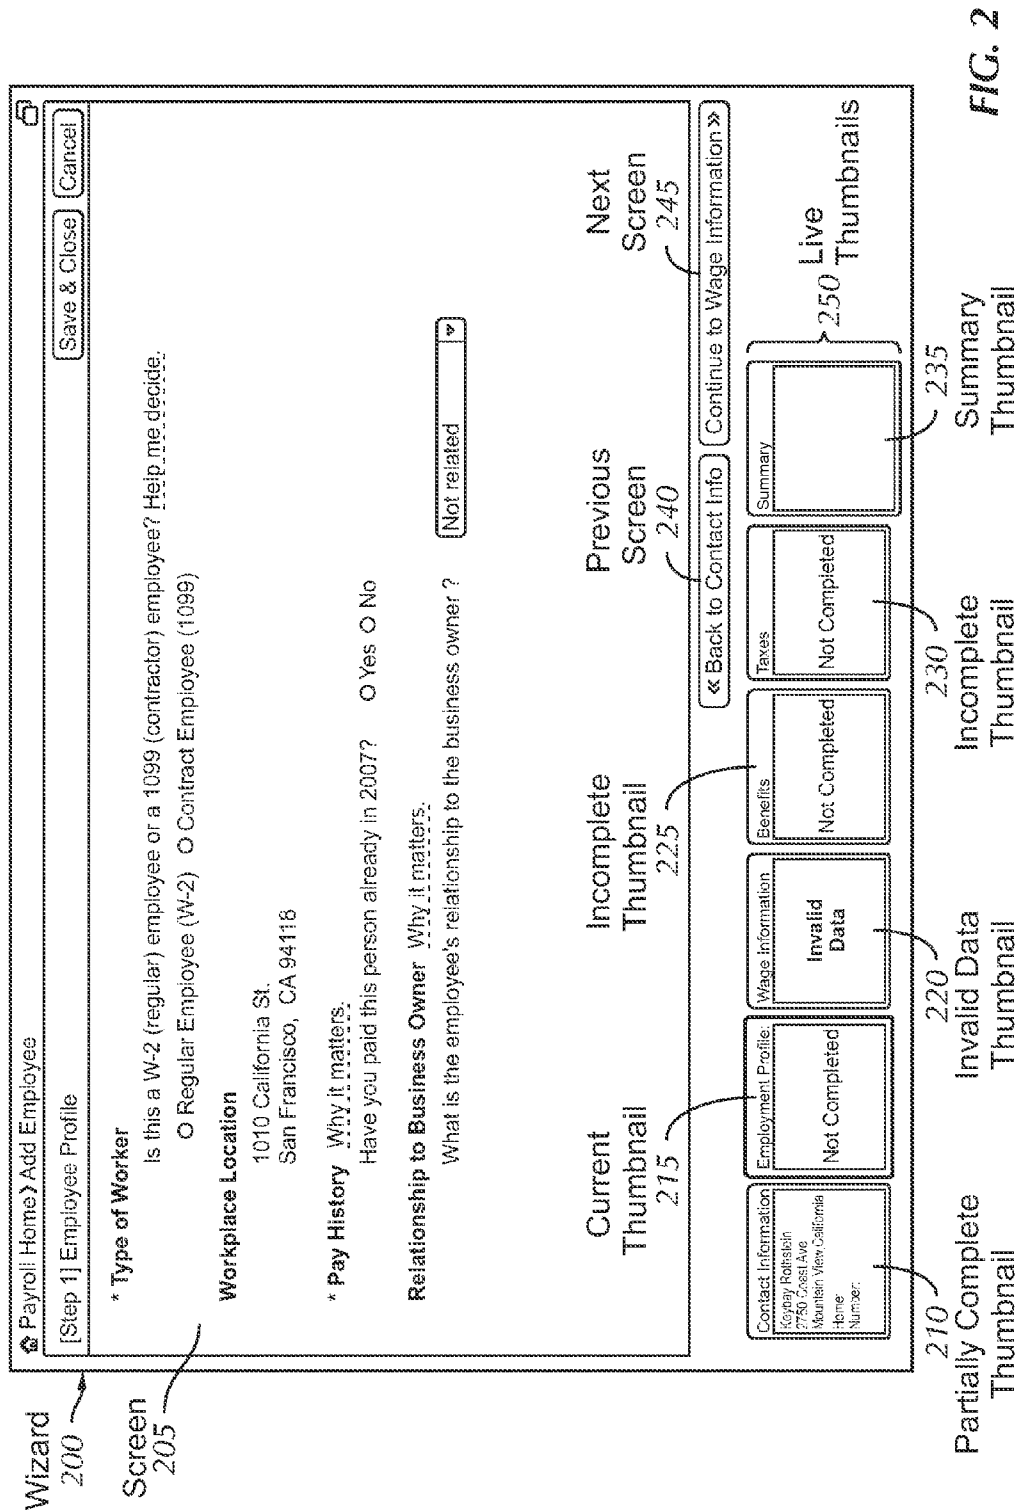 Wizard
200
Screen
205
Payroll Home❯Add Employee
[Step 1] Employee Profile
Save & Close
Cancel
* Type of Worker
Is this a W-2 (regular) employee or a 1099 (contractor) employee? Help me decide.
O Regular Employee (W-2) O Contract Employee (1099)
Workplace Location
1010 California St.
San Francisco, CA 94118
* Pay History Why it matters.
Have you paid this person already in 2007? O Yes O No
Relationship to Business Owner Why it matters.
What is the employee's relationship to the business owner ?
Not related
Current
Thumbnail
215
Incomplete
Thumbnail
225
Previous
Screen
240
Next
Screen
245
« Back to Contact Info
Continue to Wage Information »
Contact Information
Keybay Rothstein
2750 Coast Ave
Mountain View,California
Home:
Number:
Employment Profile:
Not Completed
Wage Information
Invalid
Data
Benefits
Not Completed
Taxes
Not Completed
Summary
250
Live
Thumbnails
210
Partially Complete
Thumbnail
220
Invalid Data
Thumbnail
230
Incomplete
Thumbnail
235
Summary
Thumbnail
FIG. 2